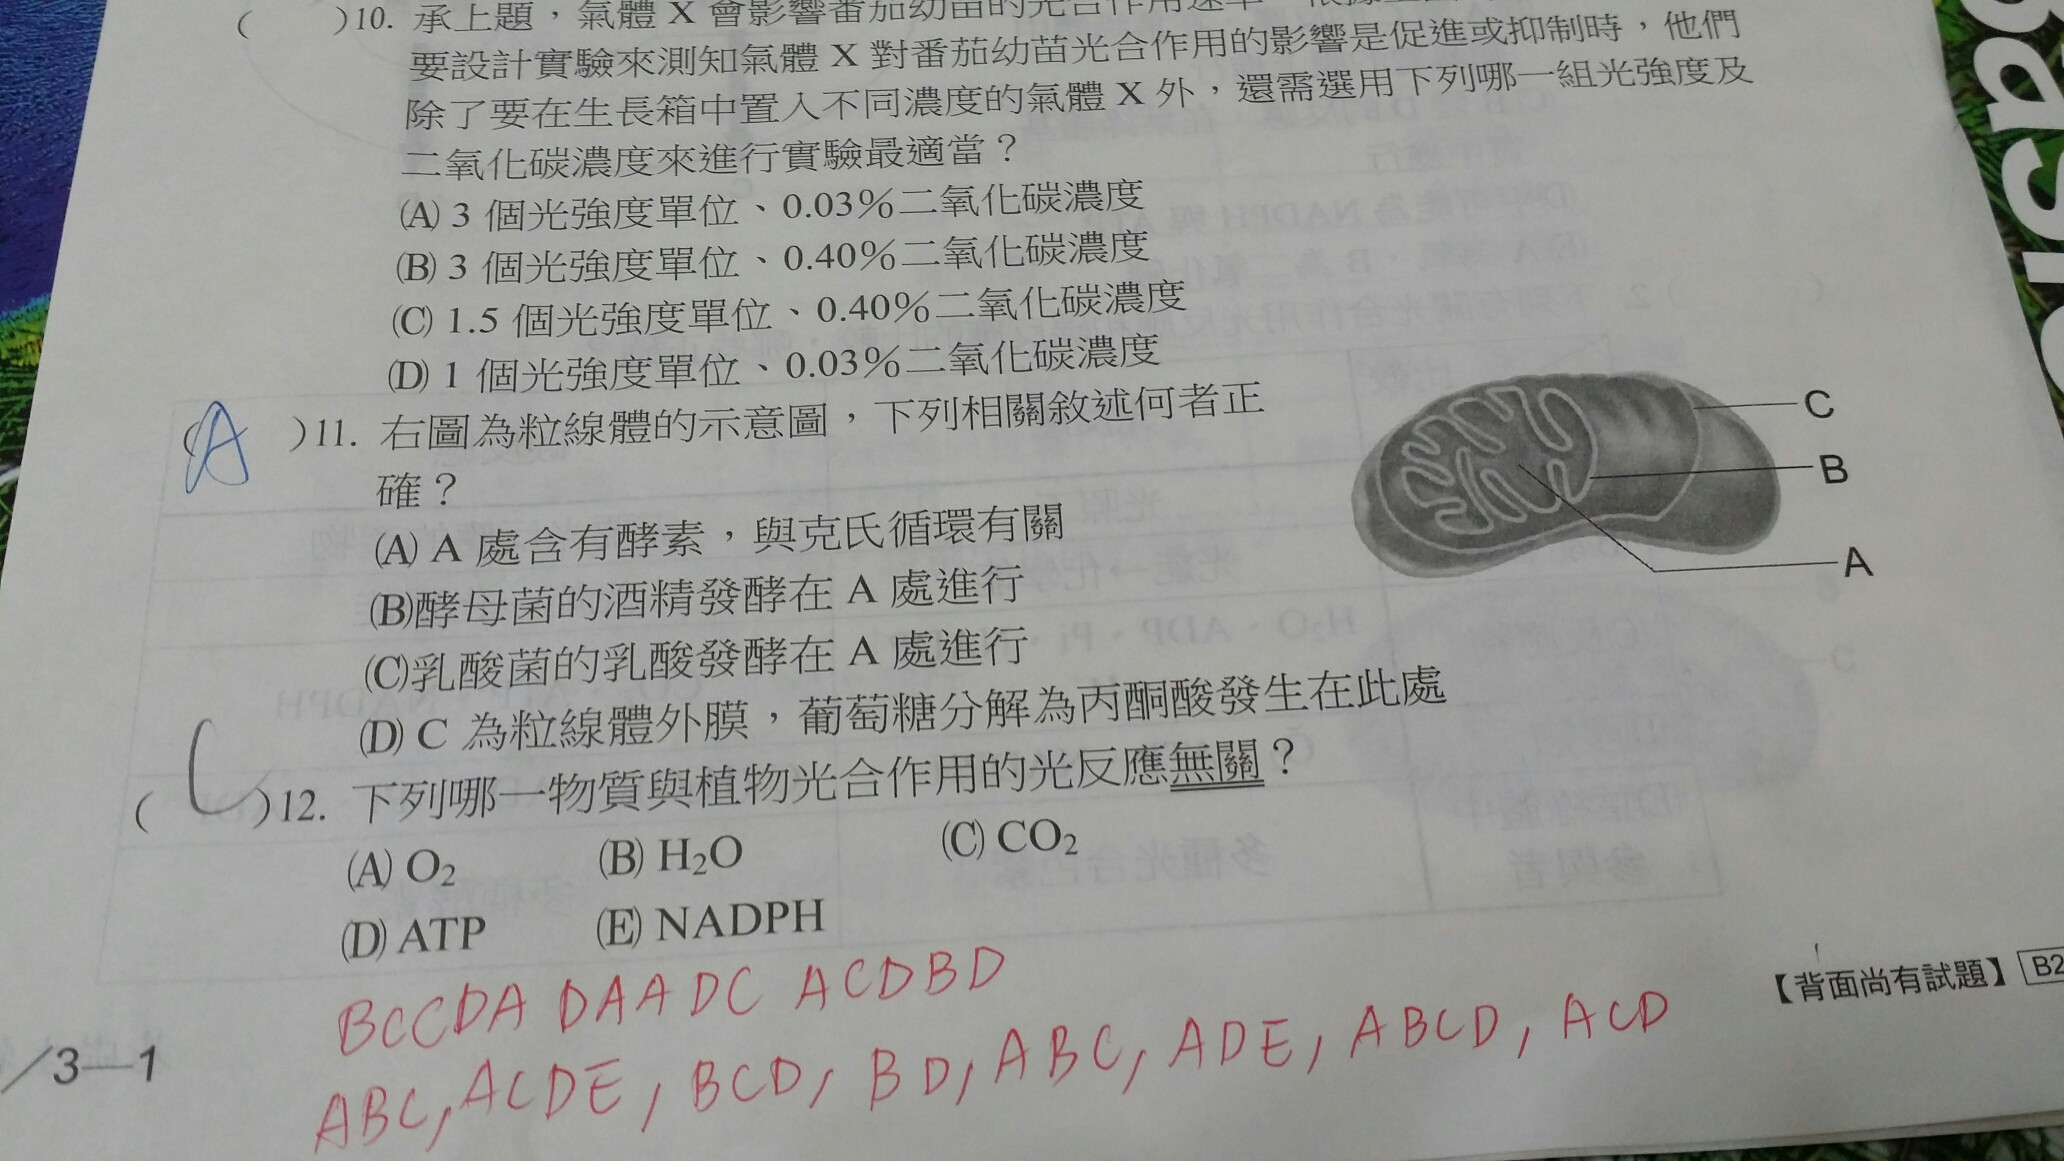 ( )10. 承上題，氣體 X 會影響番茄幼苗的光合作用速率
要設計實驗來測知氣體 X 對番茄幼苗光合作用的影響是促進或抑制時，他們
除了要在生長箱中置入不同濃度的氣體 X 外，還需選用下列哪一組光強度及
二氧化碳濃度來進行實驗最適當？
(A) 3 個光強度單位、0.03%二氧化碳濃度
(B) 3 個光強度單位、0.40%二氧化碳濃度
(C) 1.5 個光強度單位、0.40%二氧化碳濃度
(D) 1 個光強度單位、0.03%二氧化碳濃度
(A )11. 右圖為粒線體的示意圖，下列相關敘述何者正
確？
(A) A 處含有酵素，與克氏循環有關
(B)酵母菌的酒精發酵在 A 處進行
(C)乳酸菌的乳酸發酵在 A 處進行
(D) C 為粒線體外膜，葡萄糖分解為丙酮酸發生在此處
C
B
A
( C )12. 下列哪一物質與植物光合作用的光反應無關？
(A) O₂ (B) H₂O (C) CO₂
(D) ATP (E) NADPH
BCCDA DAADC ACDBD
ABC, ACDE, BCD, BD, ABC, ADE, ABCD, ACD
【背面尚有試題】 B2
/3—1